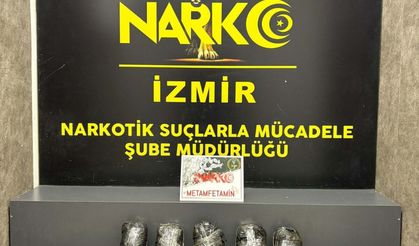 NARKO
İZMİR
NARKOTİK SUÇLARLA MÜCADELE
ŞUBE MÜDÜRLÜĞÜ
NARKO
METAMFETAMİN